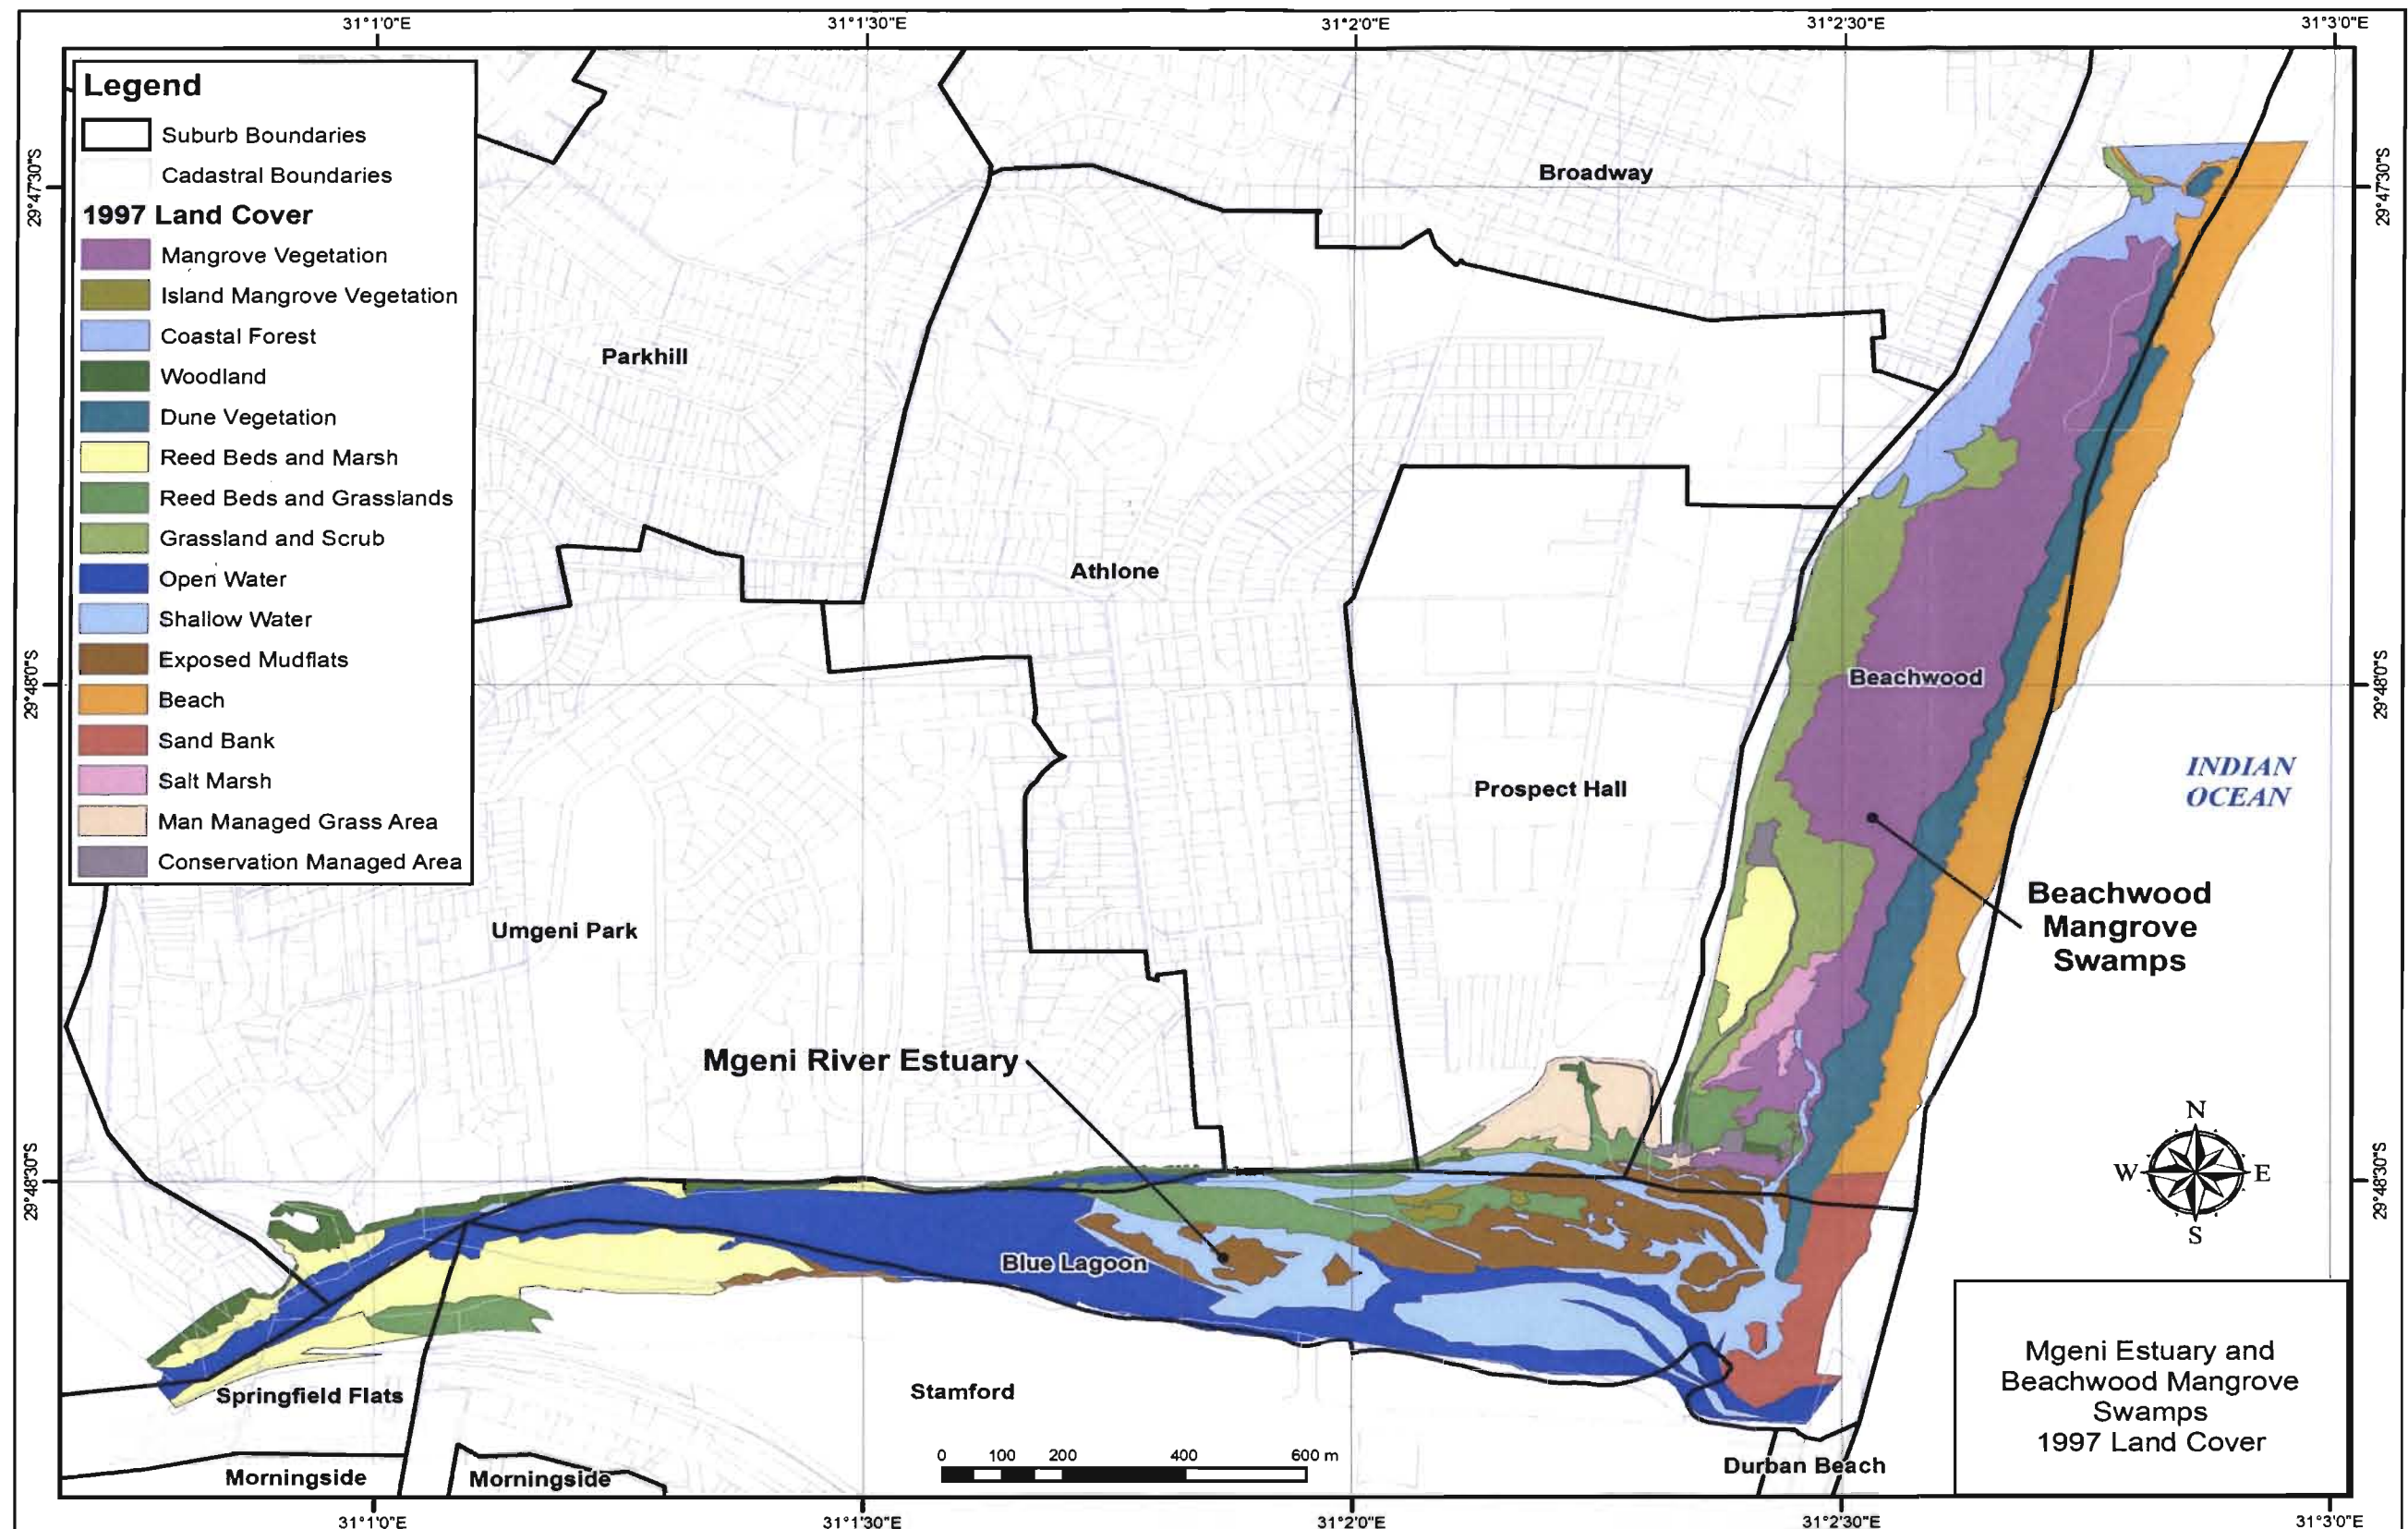 31°1'0"E
31°1'30"E
31°2'0"E
31°2'30"E
31°3'0"E
29°47'30"S
29°48'0"S
29°48'30"S
Legend
Suburb Boundaries
Cadastral Boundaries
1997 Land Cover
Mangrove Vegetation
Island Mangrove Vegetation
Coastal Forest
Woodland
Dune Vegetation
Reed Beds and Marsh
Reed Beds and Grasslands
Grassland and Scrub
Open Water
Shallow Water
Exposed Mudflats
Beach
Sand Bank
Salt Marsh
Man Managed Grass Area
Conservation Managed Area
Broadway
Parkhill
Athlone
Beachwood
Prospect Hall
INDIAN
OCEAN
Beachwood
Mangrove
Swamps
Umgeni Park
Mgeni River Estuary
N
W
E
S
Blue Lagoon
Springfield Flats
Stamford
Morningside
Morningside
Durban Beach
0 100 200 400 600 m
Mgeni Estuary and
Beachwood Mangrove
Swamps
1997 Land Cover
29°47'30"S
29°48'0"S
29°48'30"S
31°1'0"E
31°1'30"E
31°2'0"E
31°2'30"E
31°3'0"E